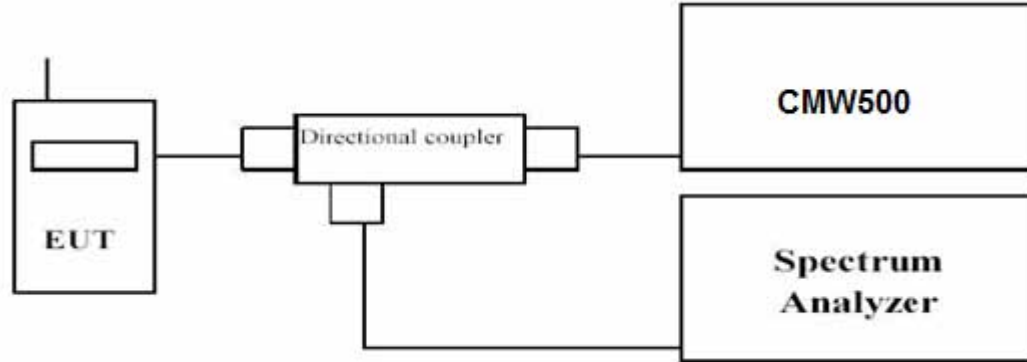 CMW500
Directional coupler
EUT
Spectrum
Analyzer